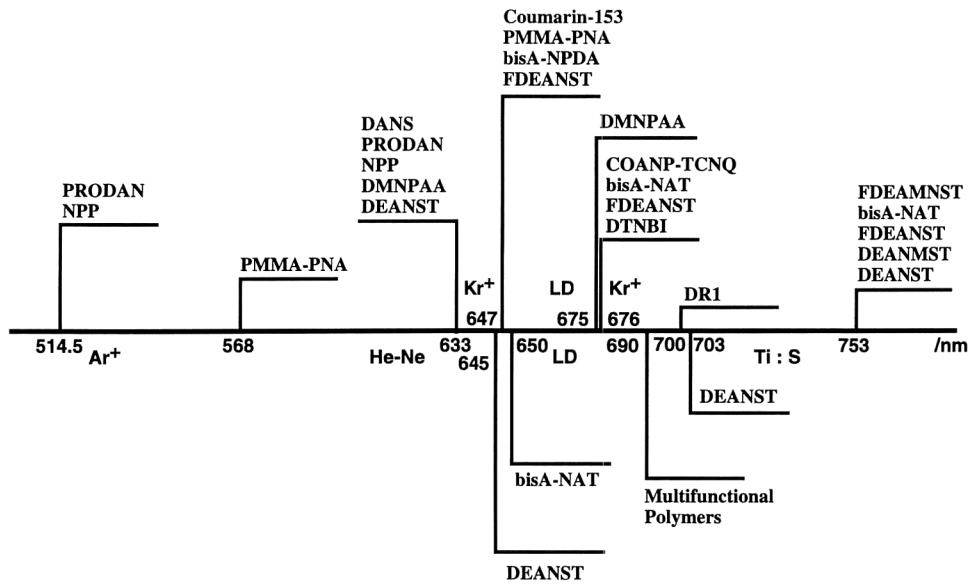 Coumarin-153
PMMA-PNA
bisA-NPDA
FDEANST
DANS
PRODAN
NPP
DMNPAA
DEANST
DMNPAA
COANP-TCNQ
bisA-NAT
FDEANST
DTNBI
PRODAN
NPP
FDEAMNST
bisA-NAT
FDEANST
DEANMST
DEANST
PMMA-PNA
Kr+
647
LD
675
Kr+
676
DR1
514.5
Ar+
568
He-Ne
633
645
650
LD
690
700
703
Ti : S
753
/nm
DEANST
bisA-NAT
Multifunctional
Polymers
DEANST